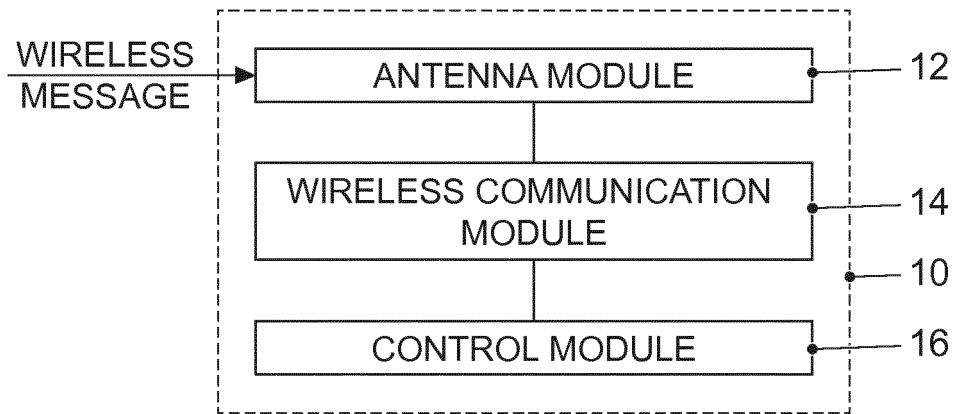 WIRELESS
MESSAGE
ANTENNA MODULE
12
WIRELESS COMMUNICATION
MODULE
14
10
CONTROL MODULE
16